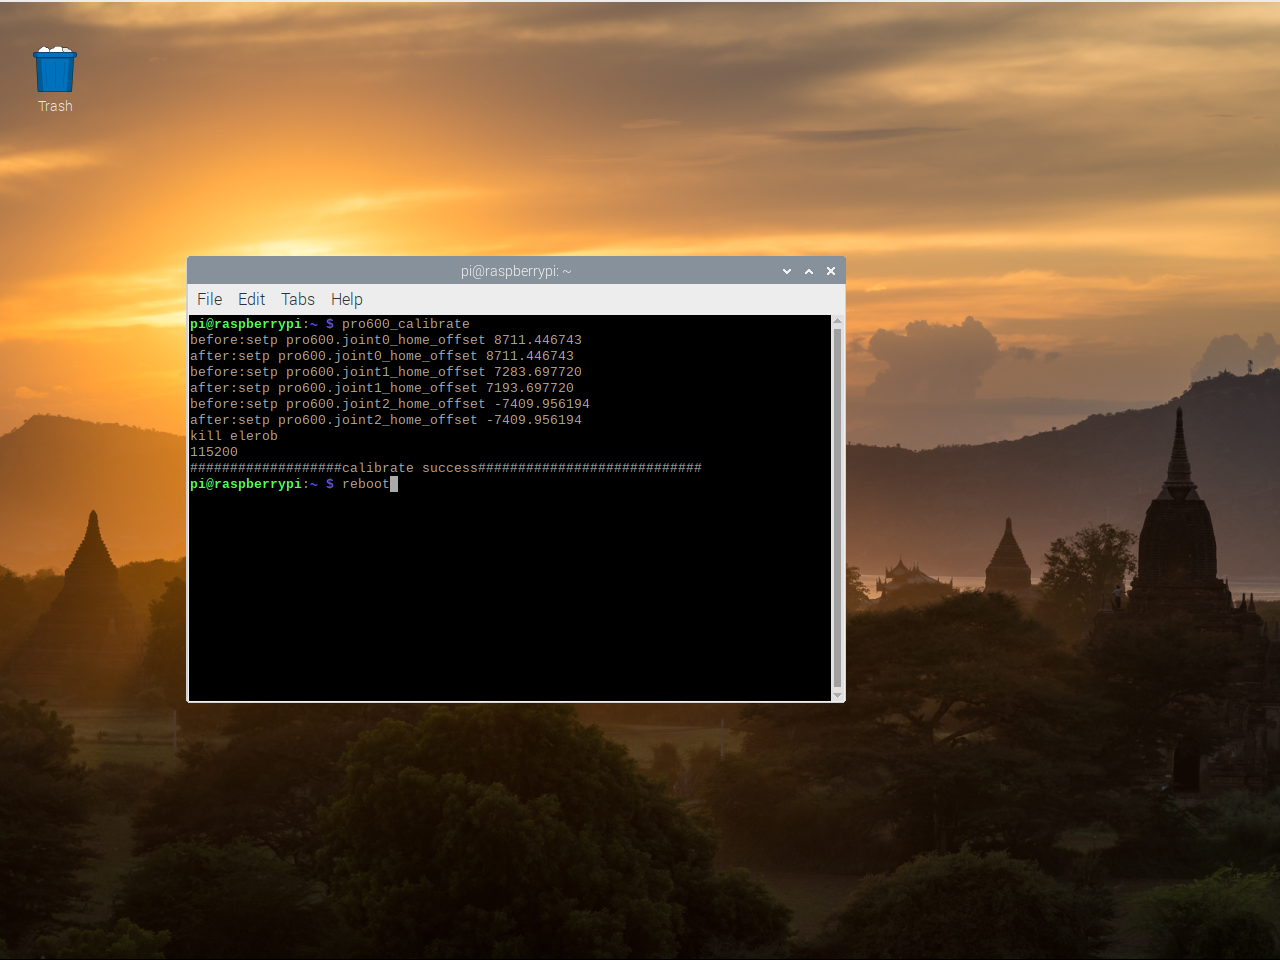 Trash
pi@raspberrypi: ~
File Edit Tabs Help
pi@raspberrypi:~ $ pro600_calibrate
before:setp pro600.joint0_home_offset 8711.446743
after:setp pro600.joint0_home_offset 8711.446743
before:setp pro600.joint1_home_offset 7283.697720
after:setp pro600.joint1_home_offset 7193.697720
before:setp pro600.joint2_home_offset -7409.956194
after:setp pro600.joint2_home_offset -7409.956194
kill elerob
115200
###################calibrate success############################
pi@raspberrypi:~ $ reboot